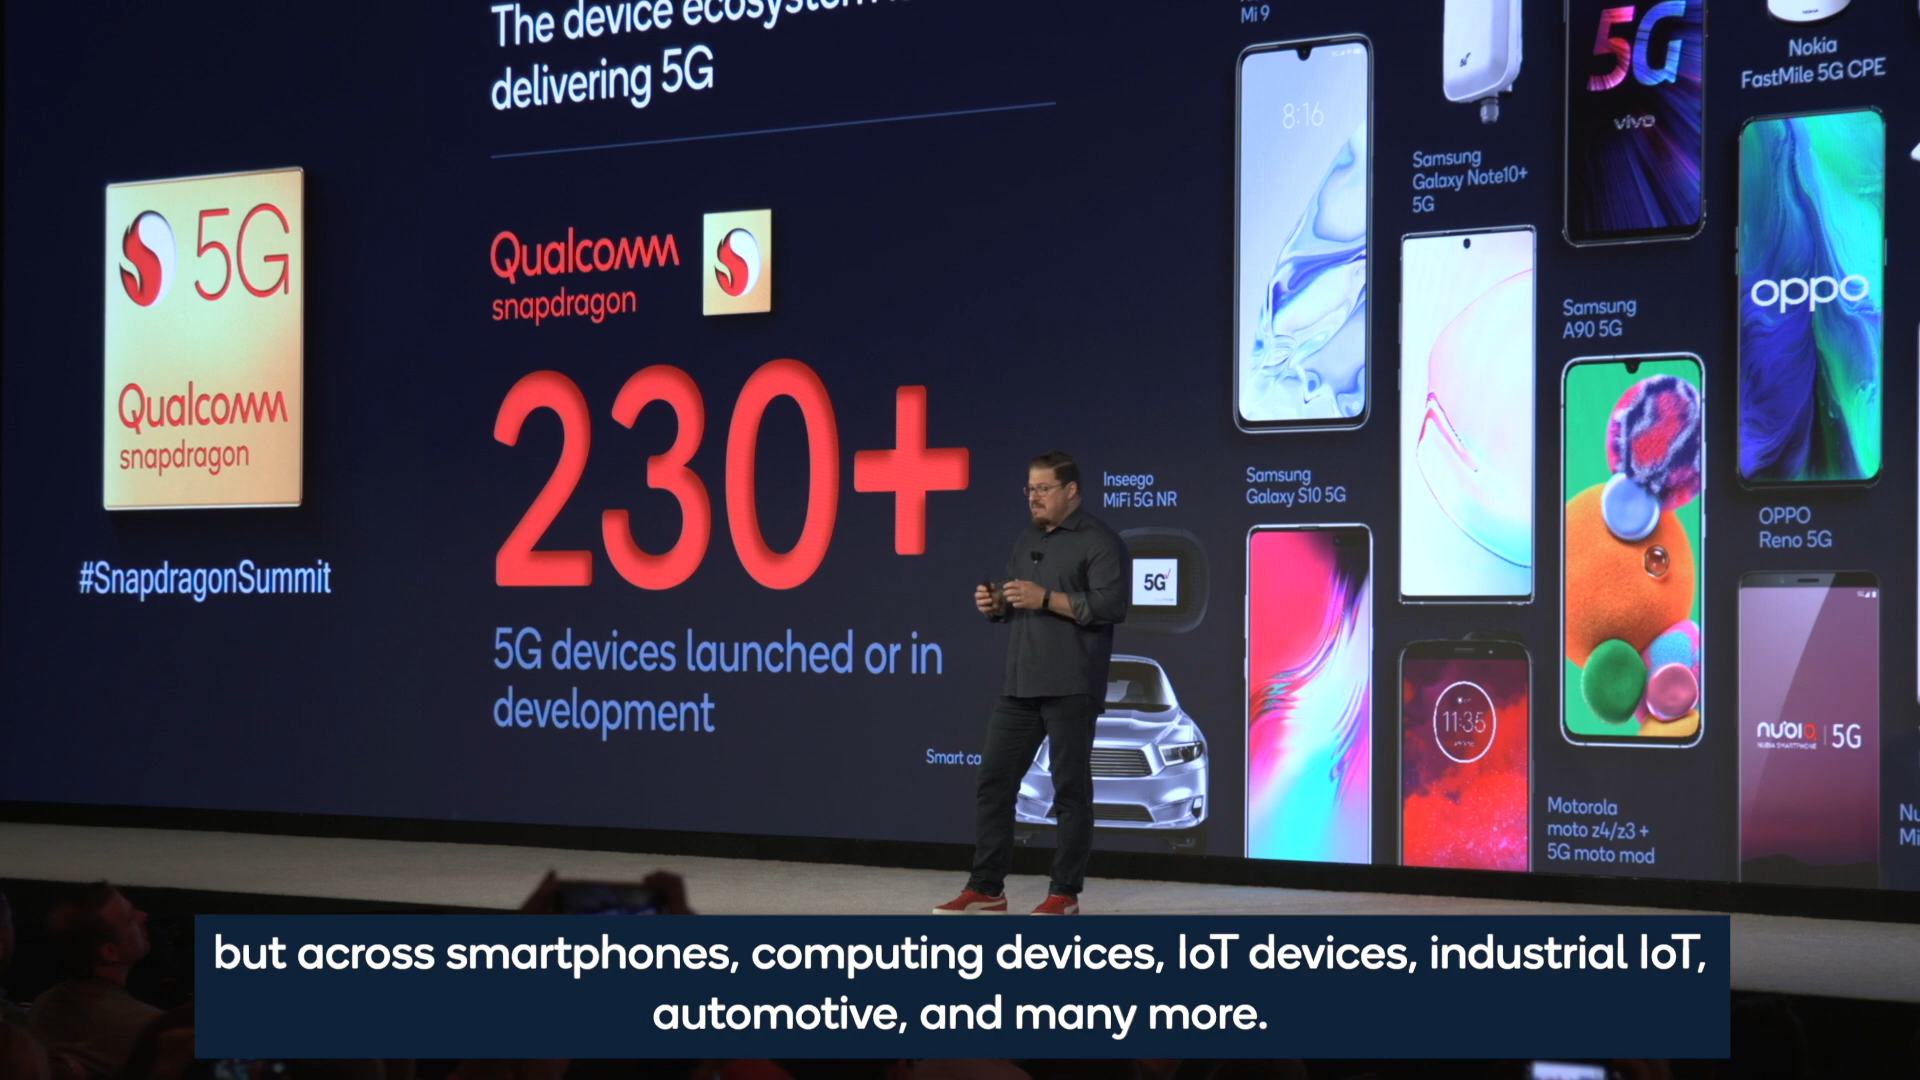 The device ecosystem
delivering 5G
5G
Qualcomm
snapdragon
#SnapdragonSummit
Qualcomm
snapdragon
230+
5G devices launched or in
development
Inseego
MiFi 5G NR
5G
Smart
Mi 9
8:16
Samsung
Galaxy S10 5G
Samsung
Galaxy Note10+
5G
11:35
5G
vivo
Samsung
A90 5G
Motorola
moto z4/z3 +
5G moto mod
Nokia
FastMile 5G CPE
oppo
OPPO
Reno 5G
nubia 5G
but across smartphones, computing devices, IoT devices, industrial IoT,
automotive, and many more.